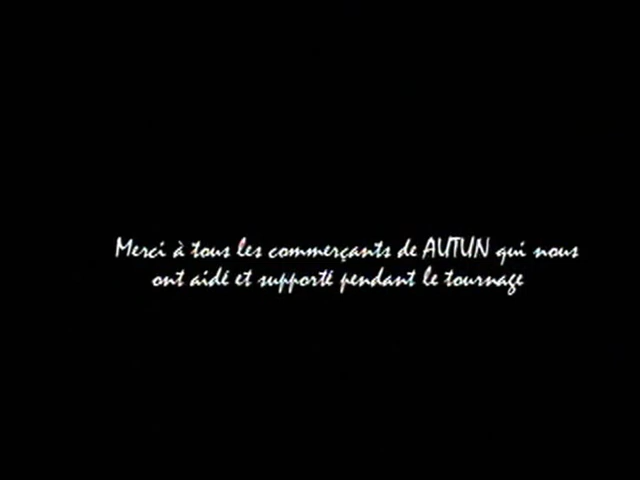 Merci à tous les commerçants de AUTUN qui nous
ont aidé et supporté pendant le tournage